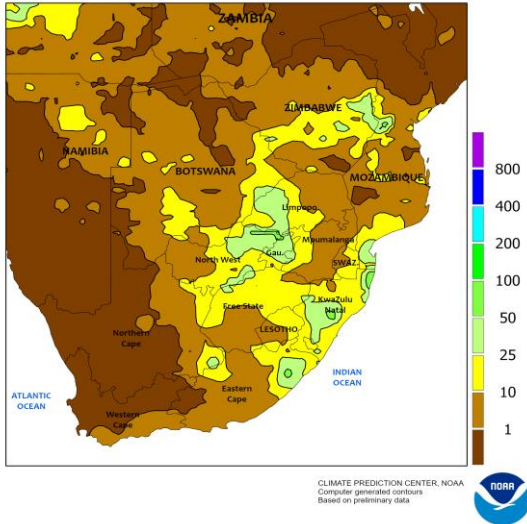 ZAMBIA
ZIMBABWE
NAMIBIA
BOTSWANA
MOZAMBIQUE
Limpopo
Mpumalanga
Gau.
North West
SWAZ.
KwaZulu
Natal
Free State
LESOTHO
Northern
Cape
Eastern
Cape
Western
Cape
ATLANTIC
OCEAN
INDIAN
OCEAN
800
400
200
100
50
25
10
1
CLIMATE PREDICTION CENTER, NOAA
Computer generated contours
Based on preliminary data
NOAA